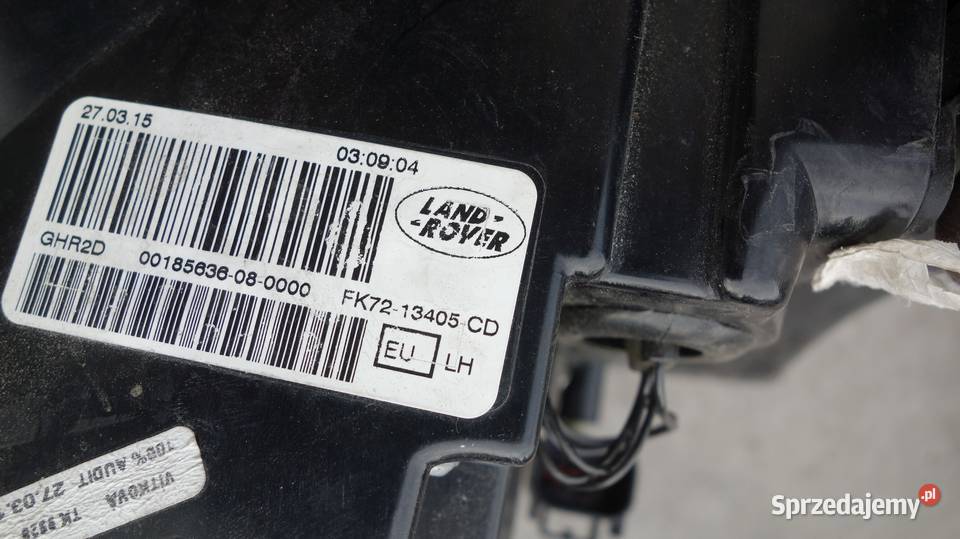 27.03.15
03:09:04
LAND-
-ROVER
GHR2D
00185636-08-0000
FK72-13405-CD
EU LH
VITKOVA
100% AUDIT 27.03.
Sprzedajemy.pl